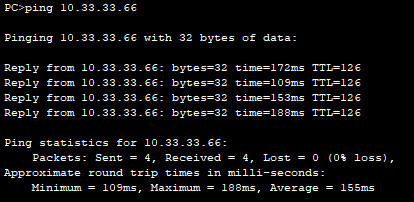 PC>ping 10.33.33.66
Pinging 10.33.33.66 with 32 bytes of data:
Reply from 10.33.33.66: bytes=32 time=172ms TTL=126
Reply from 10.33.33.66: bytes=32 time=109ms TTL=126
Reply from 10.33.33.66: bytes=32 time=153ms TTL=126
Reply from 10.33.33.66: bytes=32 time=188ms TTL=126
Ping statistics for 10.33.33.66:
    Packets: Sent = 4, Received = 4, Lost = 0 (0% loss),
Approximate round trip times in milli-seconds:
    Minimum = 109ms, Maximum = 188ms, Average = 155ms